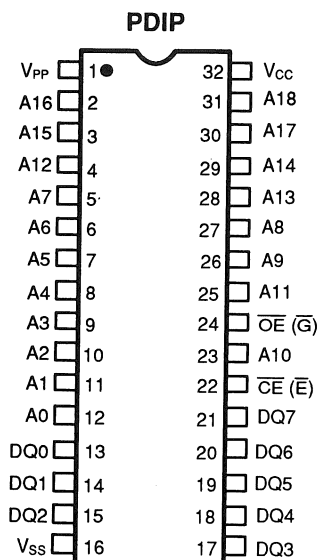 PDIP
VPP 1 32 VCC
A16 2 31 A18
A15 3 30 A17
A12 4 29 A14
A7 5 28 A13
A6 6 27 A8
A5 7 26 A9
A4 8 25 A11
A3 9 24 O̅E̅ (G̅)
A2 10 23 A10
A1 11 22 C̅E̅ (E̅)
A0 12 21 DQ7
DQ0 13 20 DQ6
DQ1 14 19 DQ5
DQ2 15 18 DQ4
VSS 16 17 DQ3